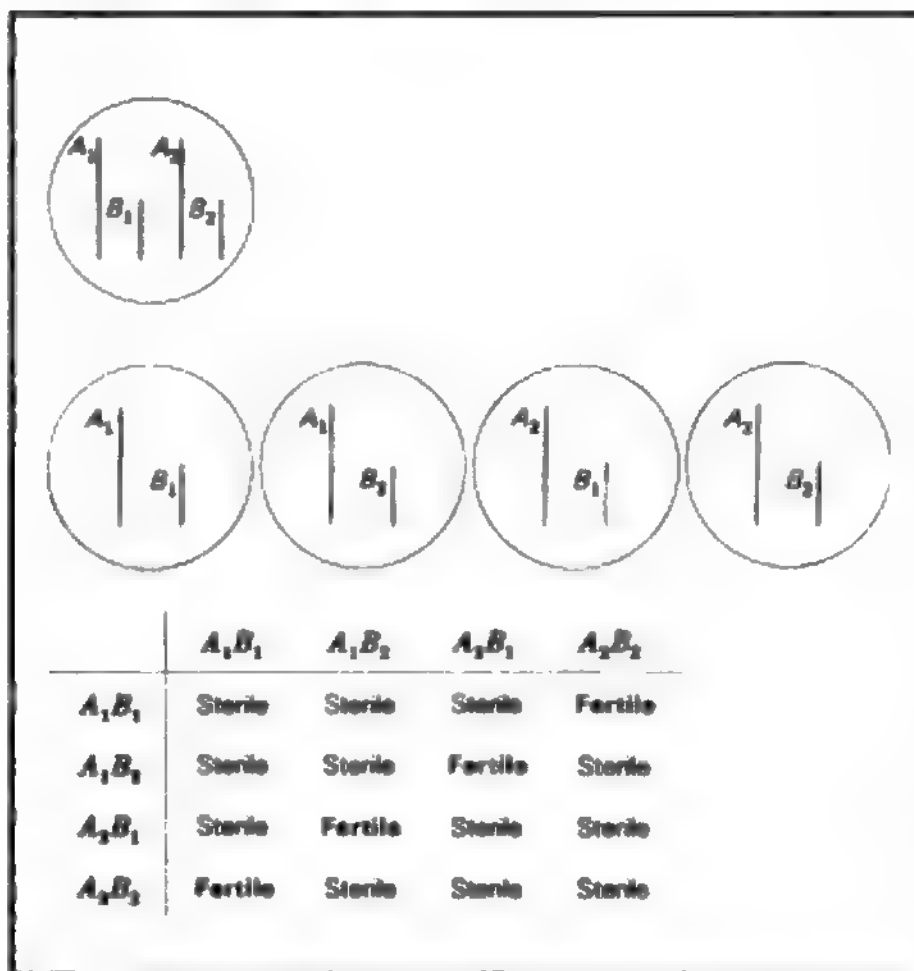 A₁ A₂
B₁ B₂
A₁ A₁ A₂ A₂
B₁ B₂ B₁ B₂
A₁B₁ A₁B₂ A₂B₁ A₂B₂
A₁B₁ Sterile Sterile Sterile Fertile
A₁B₂ Sterile Sterile Fertile Sterile
A₂B₁ Sterile Fertile Sterile Sterile
A₂B₂ Fertile Sterile Sterile Sterile